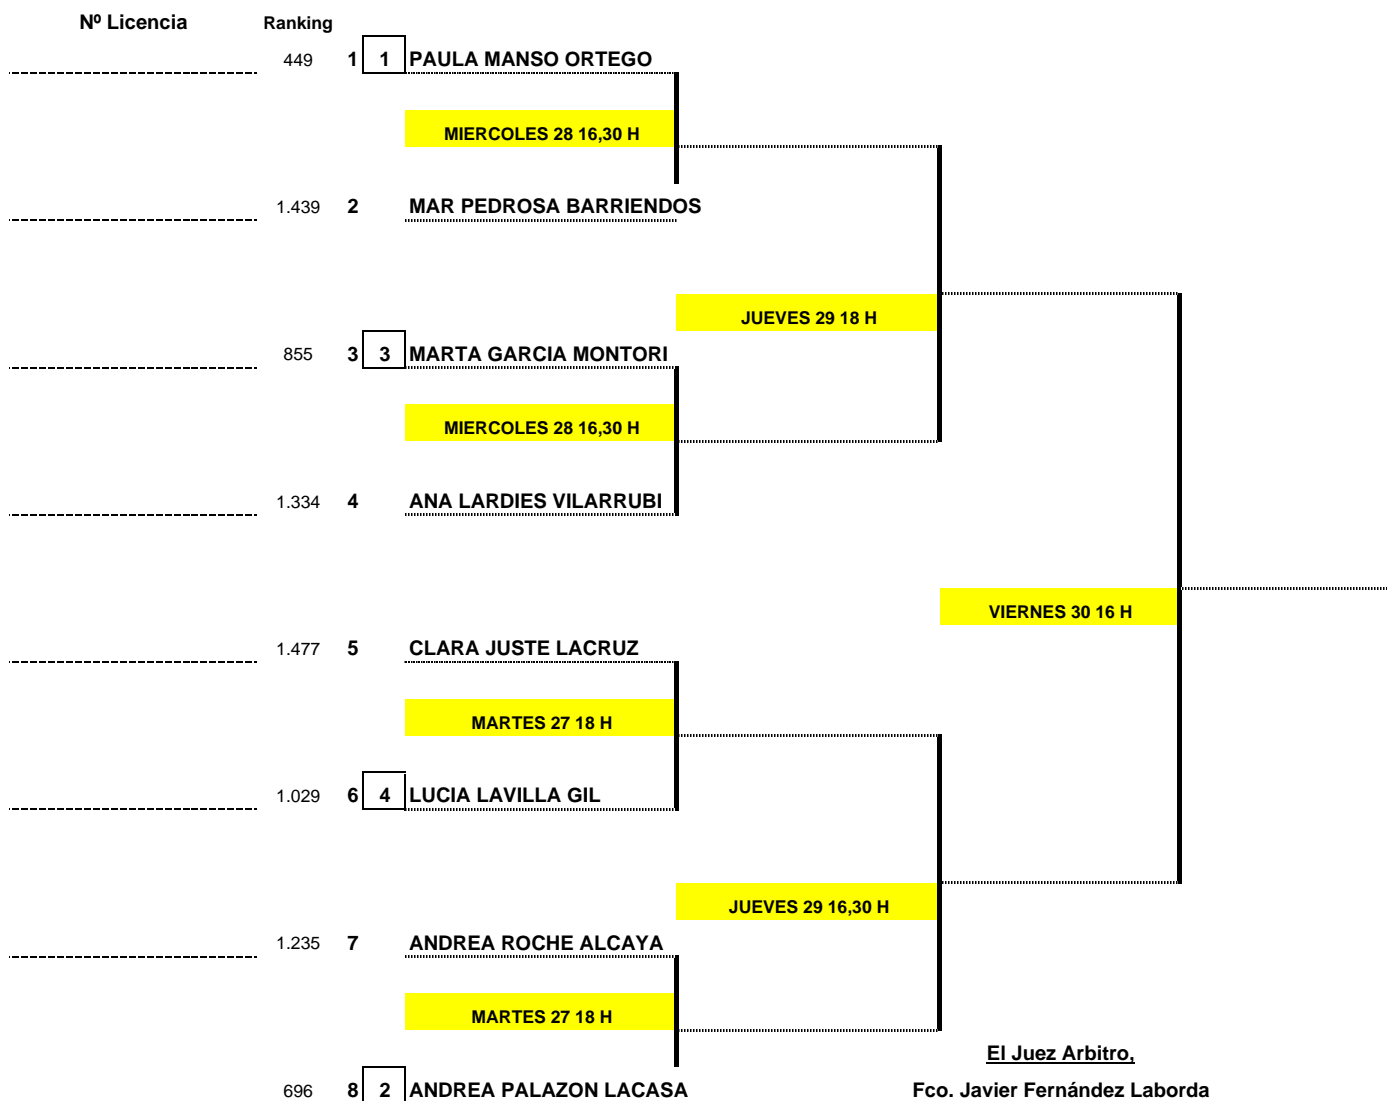 Nº Licencia Ranking
449 1 1 PAULA MANSO ORTEGO
MIERCOLES 28 16,30 H
1.439 2 MAR PEDROSA BARRIENDOS
JUEVES 29 18 H
855 3 3 MARTA GARCIA MONTORI
MIERCOLES 28 16,30 H
1.334 4 ANA LARDIES VILARRUBI
VIERNES 30 16 H
1.477 5 CLARA JUSTE LACRUZ
MARTES 27 18 H
1.029 6 4 LUCIA LAVILLA GIL
JUEVES 29 16,30 H
1.235 7 ANDREA ROCHE ALCAYA
MARTES 27 18 H
El Juez Arbitro,
696 8 2 ANDREA PALAZON LACASA Fco. Javier Fernández Laborda